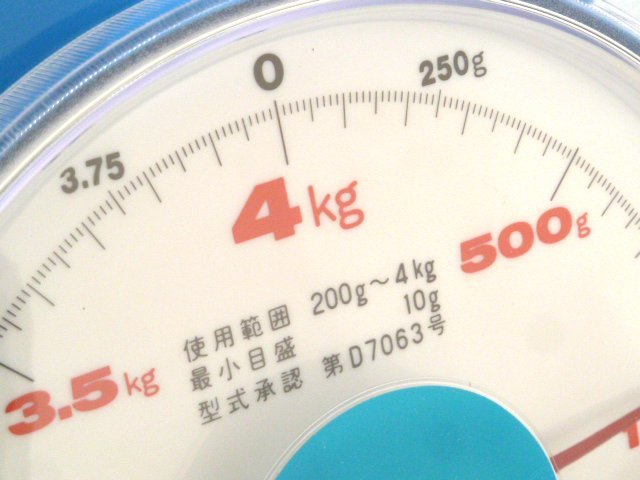 0
250g
3.75
4kg
500g
3.5kg
使用範囲 200g～4kg
最小目盛 10g
型式承認 第D7063号